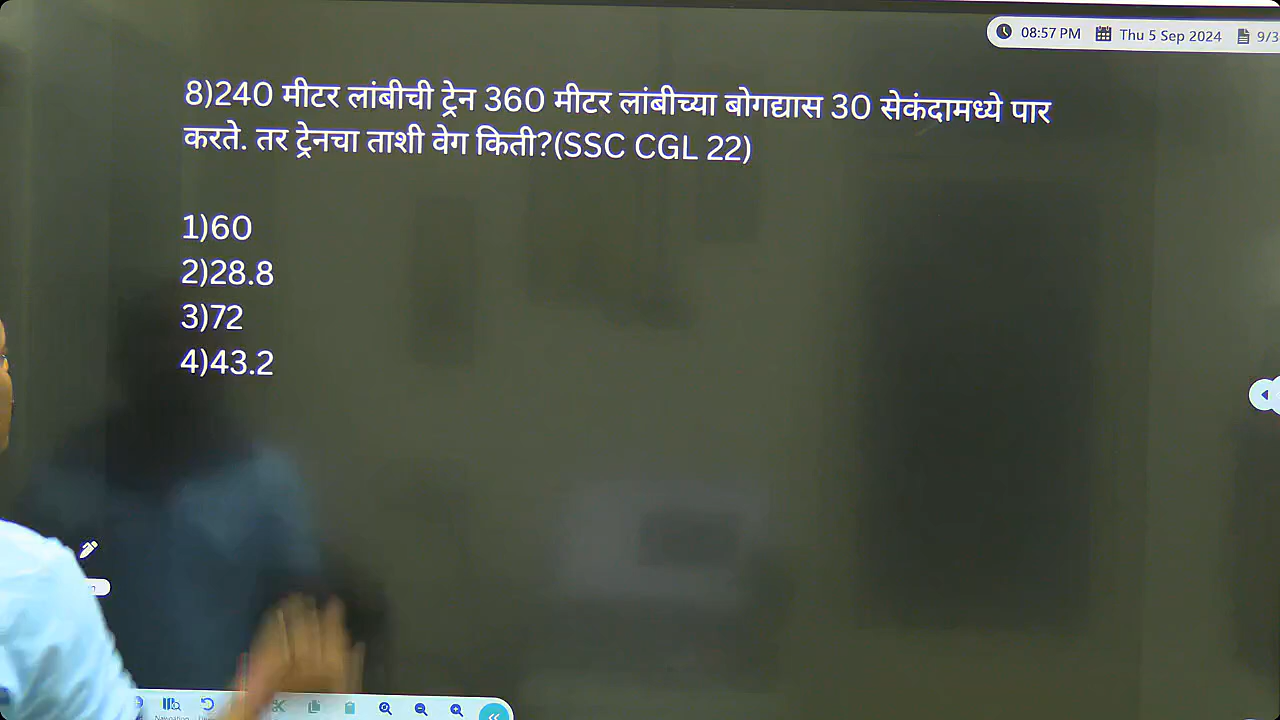 08:57 PM Thu 5 Sep 2024 9/3
8)240 मीटर लांबीची ट्रेन 360 मीटर लांबीच्या बोगद्यास 30 सेकंदामध्ये पार
करते. तर ट्रेनचा ताशी वेग किती?(SSC CGL 22)
1)60
2)28.8
3)72
4)43.2